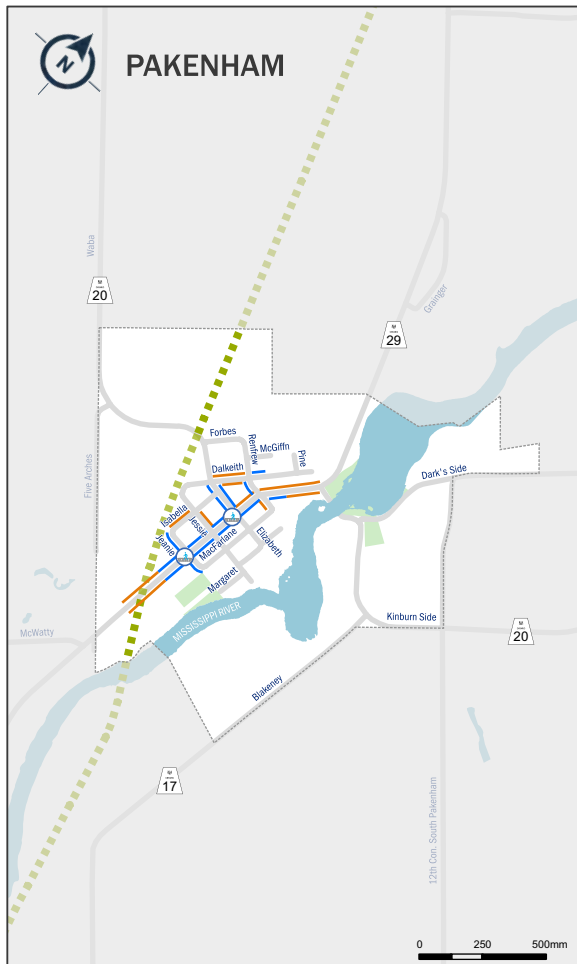 N
PAKENHAM
Waba
20
29
Granger
Forbes
Renfrew
McGiffn
Pine
Dalkeith
Dark's Side
Five Arches
Isabella
Jessie
Jeanie
MacFarlane
Elizabeth
Margaret
MISSISSIPPI RIVER
Kinburn Side
McWatty
20
Blakeney
17
12th Con. South Pakenham
0 250 500mm